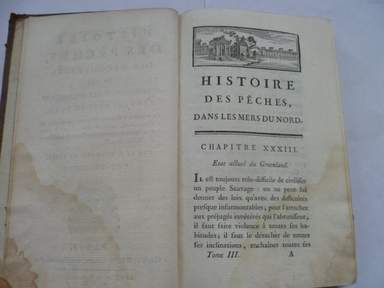 HISTOIRE
DES PÊCHES,
DANS LES MERS DU NORD.
CHAPITRE XXXIII.
Etat actuel du Groenland.
IL est toujours très-difficile de civiliser
un peuple Sauvage: on ne peut lui
donner des loix qu'avec des difficultés
presque insurmontables; pour l'arracher
aux préjugés invétérés qui l'abrutissent,
il faut faire violence à toutes ses ha-
bitudes; il faut le détacher de toutes
ses inclinations, enchaîner toutes ses
Tome III. A